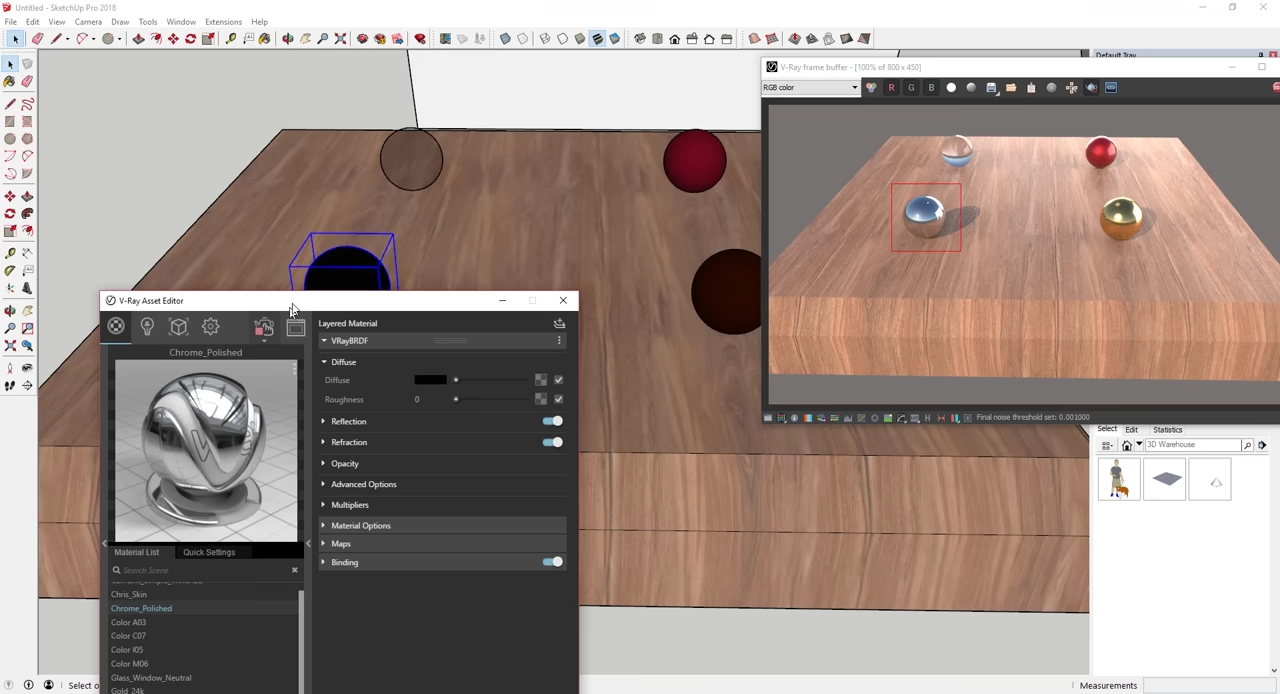 Untitled - SketchUp Pro 2018
File Edit View Camera Draw Tools Window Extensions Help
Default Tray
V-Ray frame buffer - [100% of 800 x 450]
RGB color
R G B
V-Ray Asset Editor
Chrome_Polished
Layered Material
VRayBRDF
Diffuse
Diffuse
Roughness 0
Reflection
Refraction
Opacity
Advanced Options
Multipliers
Material Options
Maps
Binding
Material List Quick Settings
Search Scene
Chris_Skin
Chrome_Polished
Color A03
Color C07
Color I05
Color M06
Glass_Window_Neutral
Gold_24k
H Final noise threshold set: 0.001000
Select Edit Statistics
3D Warehouse
Select o
Measurements